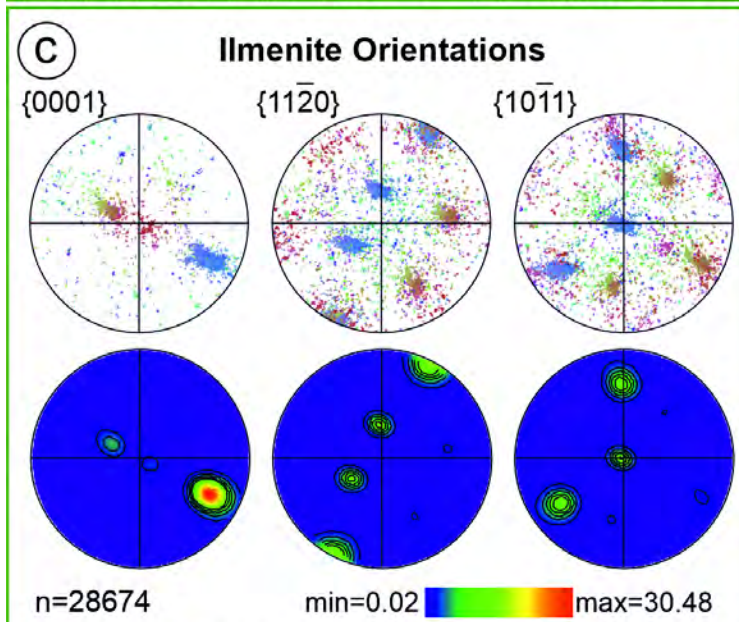 C Ilmenite Orientations
{0001} {112̅0} {101̅1}
n=28674 min=0.02 max=30.48